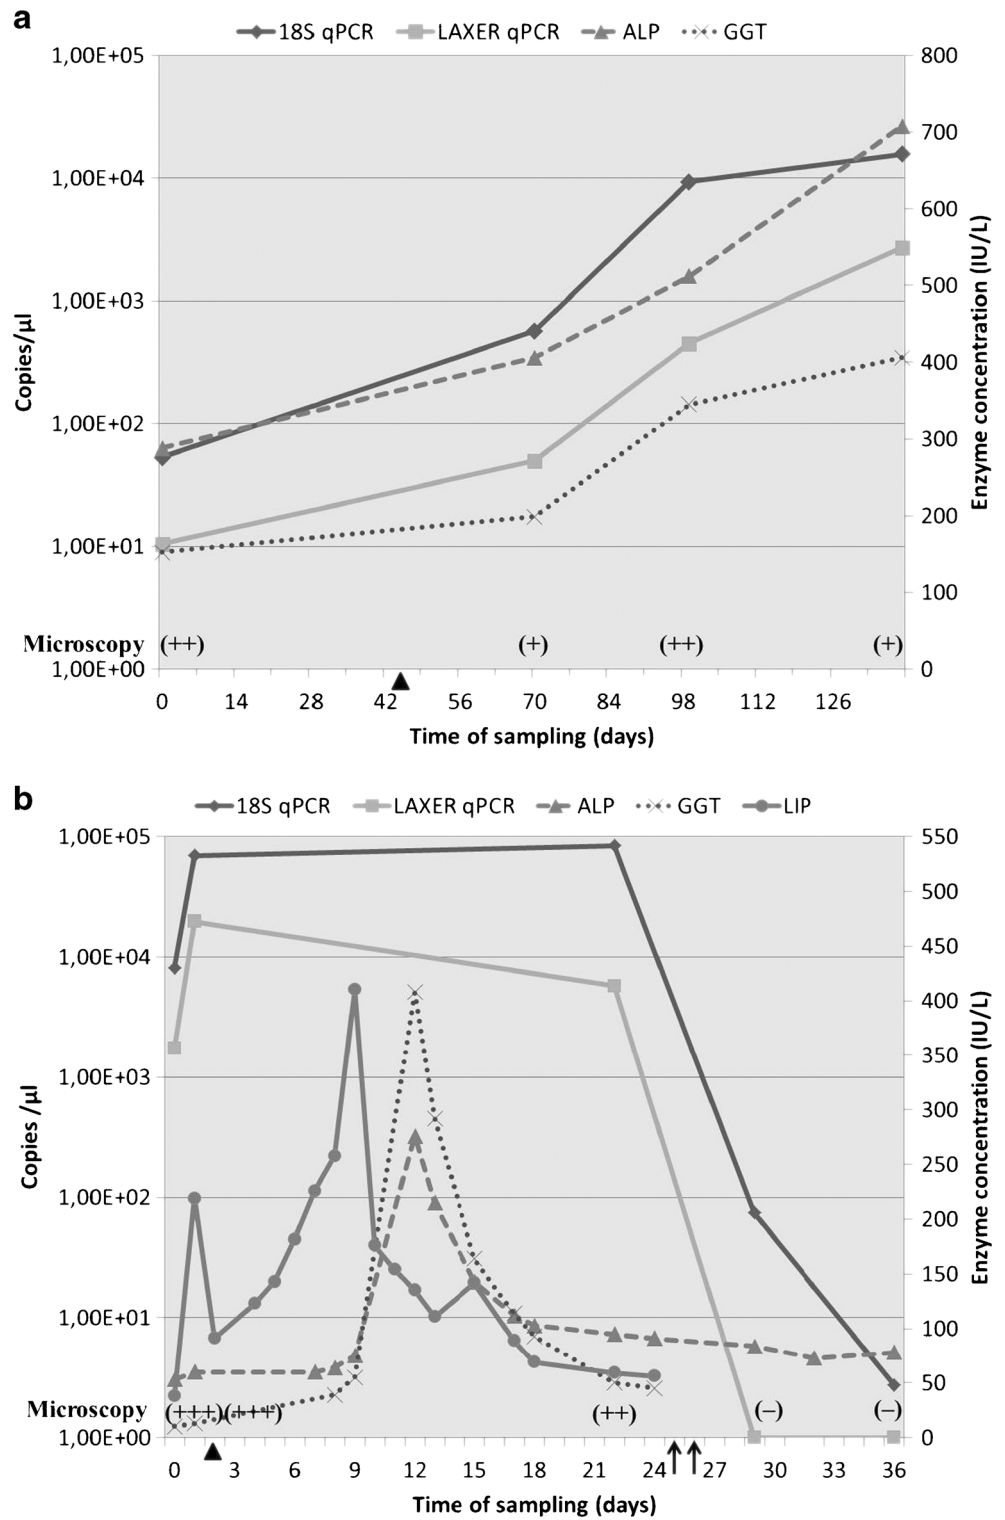 a
18S qPCR LAXER qPCR ALP GGT
1,00E+05 800
700
1,00E+04
600
500
1,00E+03
400
1,00E+02
300
200
1,00E+01
100
Microscopy (++) (+) (++) (+)
1,00E+00 0
Copies/µl
Enzyme concentration (IU/L)
0 14 28 42 56 70 84 98 112 126
Time of sampling (days)
b
18S qPCR LAXER qPCR ALP GGT LIP
1,00E+05 550
500
1,00E+04 450
400
350
1,00E+03
300
250
1,00E+02
200
150
1,00E+01
100
50
Microscopy (+++) (+++) (++) (–) (–)
1,00E+00 0
Copies /µl
Enzyme concentration (IU/L)
0 3 6 9 12 15 18 21 24 27 30 33 36
Time of sampling (days)